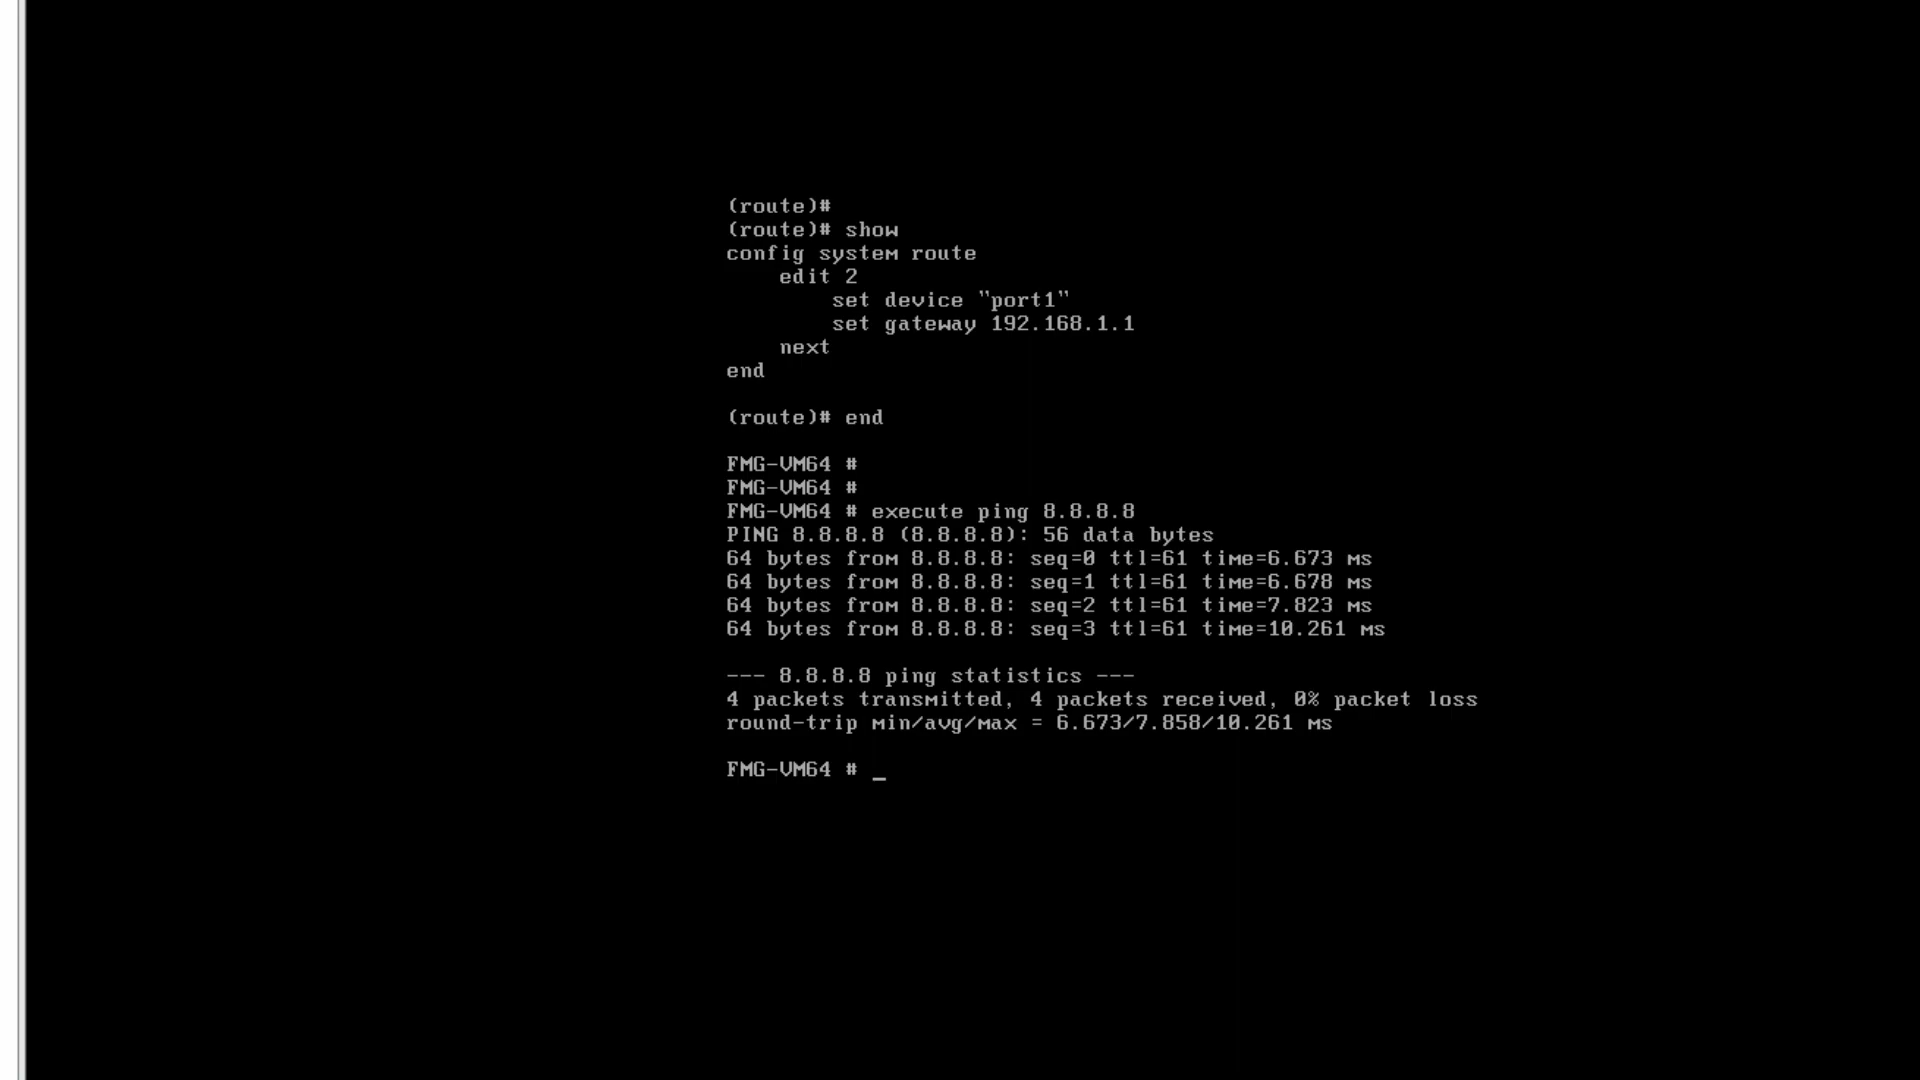 (route)#
(route)# show
config system route
    edit 2
        set device "port1"
        set gateway 192.168.1.1
    next
end
(route)# end
FMG-VM64 #
FMG-VM64 #
FMG-VM64 # execute ping 8.8.8.8
PING 8.8.8.8 (8.8.8.8): 56 data bytes
64 bytes from 8.8.8.8: seq=0 ttl=61 time=6.673 ms
64 bytes from 8.8.8.8: seq=1 ttl=61 time=6.678 ms
64 bytes from 8.8.8.8: seq=2 ttl=61 time=7.823 ms
64 bytes from 8.8.8.8: seq=3 ttl=61 time=10.261 ms
--- 8.8.8.8 ping statistics ---
4 packets transmitted, 4 packets received, 0% packet loss
round-trip min/avg/max = 6.673/7.858/10.261 ms
FMG-VM64 # _